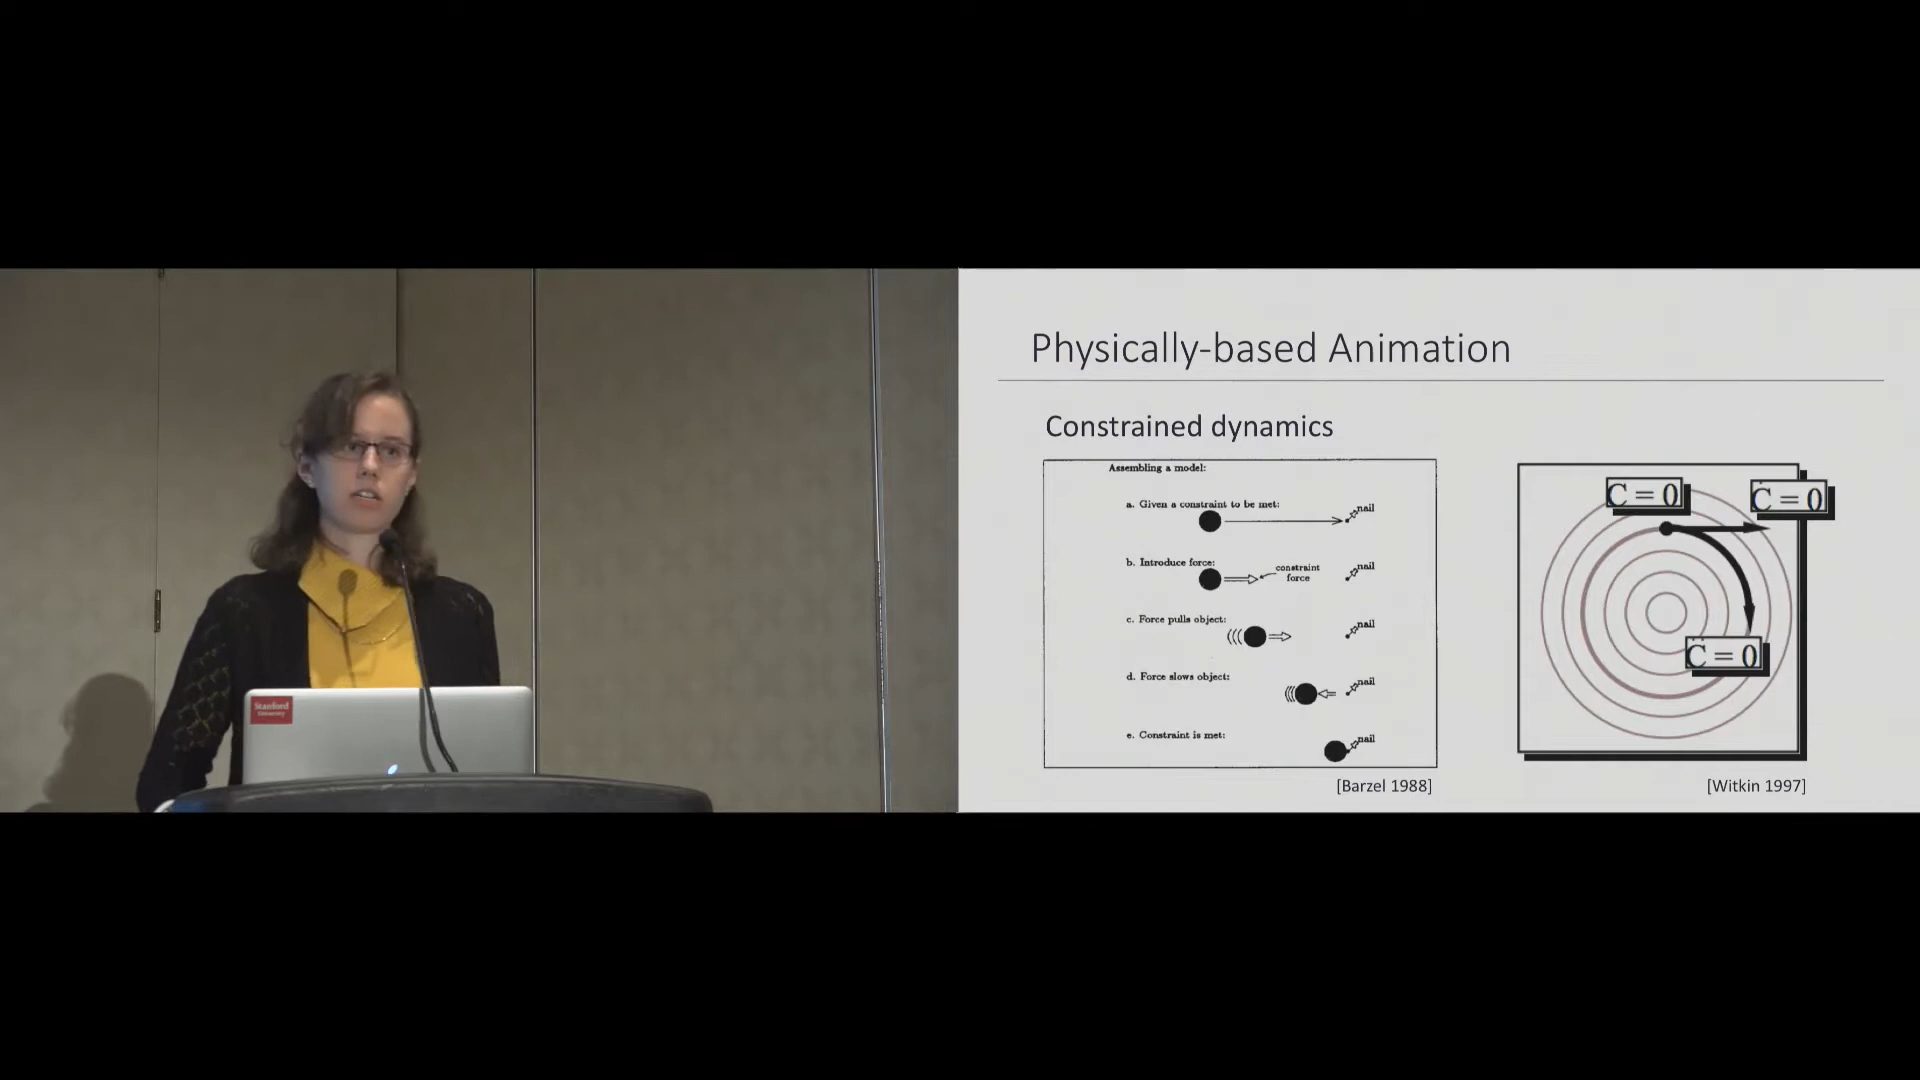 Stanford
University
Physically-based Animation
Constrained dynamics
Assembling a model:
a. Given a constraint to be met:
nail
b. Introduce force:
constraint
force
nail
c. Force pulls object:
nail
d. Force slows object:
nail
e. Constraint is met:
nail
[Barzel 1988]
C = 0
Ċ = 0
C̈ = 0
[Witkin 1997]